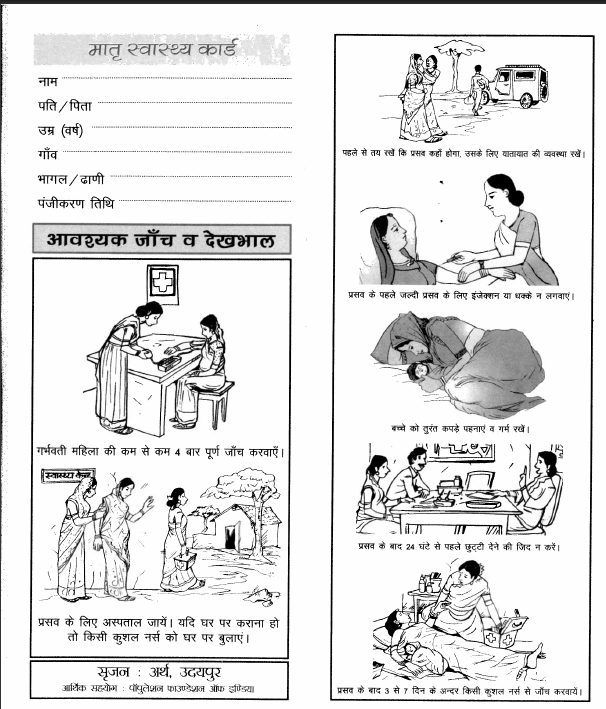 मातृ स्वास्थ्य कार्ड
नाम
पति / पिता
उम्र (वर्ष)
गाँव
भागल / ढाणी
पंजीकरण तिथि
आवश्यक जाँच व देखभाल
गर्भवती महिला की कम से कम 4 बार पूर्ण जाँच करवाएँ।
स्वास्थ्य केन्द्र
प्रसव के लिए अस्पताल जायें। यदि घर पर कराना हो
तो किसी कुशल नर्स को घर पर बुलाएं।
सृजन : अर्थ, उदयपुर
आर्थिक सहयोग : पॉपुलेशन फाउण्डेशन ऑफ इण्डिया
पहले से तय रखें कि प्रसव कहाँ होगा, उसके लिए यातायात की व्यवस्था रखें।
प्रसव के पहले जल्दी प्रसव के लिए इंजेक्शन या धक्के न लगवाएं।
बच्चे को तुरंत कपड़े पहनाएं व गर्म रखें।
प्रसव के बाद 24 घंटे से पहले छुट्टी देने की जिद न करें।
प्रसव के बाद 3 से 7 दिन के अन्दर किसी कुशल नर्स से जाँच करवायें।